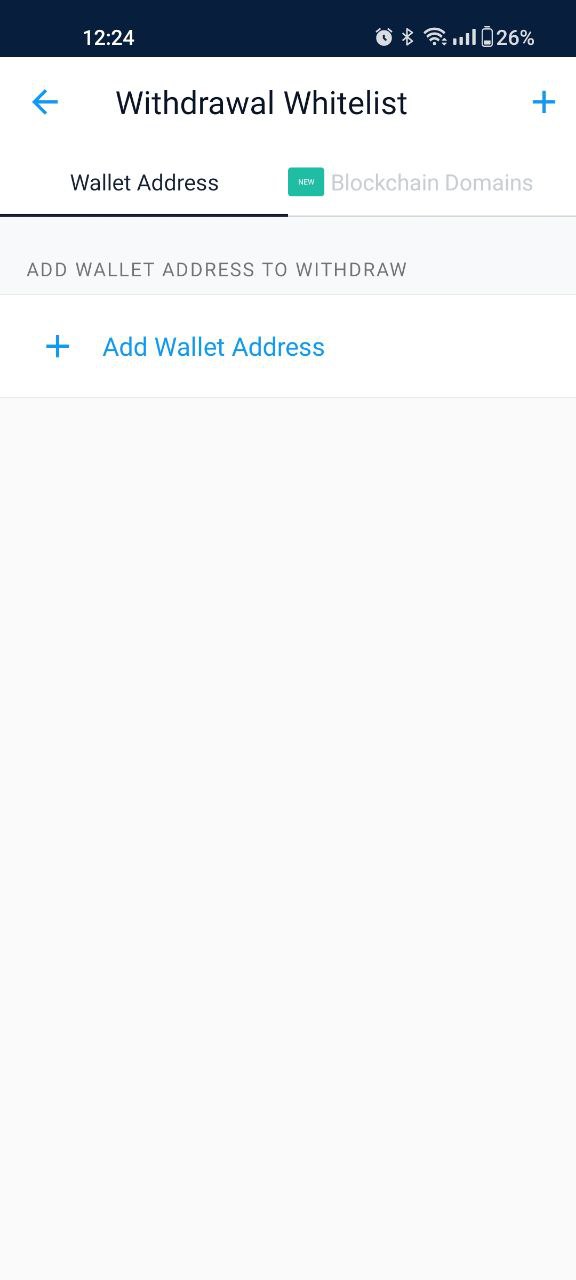 12:24 26%
Withdrawal Whitelist
Wallet Address NEW Blockchain Domains
ADD WALLET ADDRESS TO WITHDRAW
Add Wallet Address